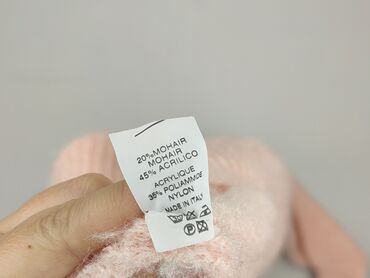 20%MOHAIR
MOHAIR
45% ACRILICO
ACRYLIQUE
35% POLIAMMIDE
NYLON
MADE IN ITALY